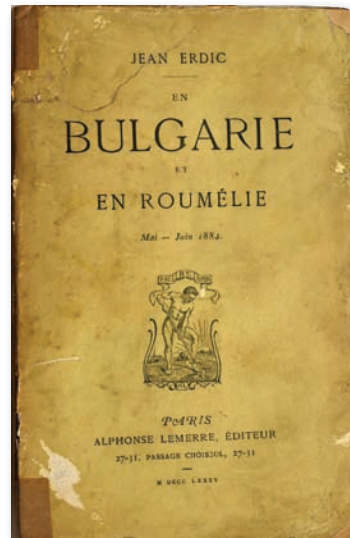 JEAN ERDIC
EN
BULGARIE
ET
EN ROUMÉLIE
Mai — Juin 1884.
PARIS
ALPHONSE LEMERRE, ÉDITEUR
27-31, PASSAGE CHOISEUL, 27-31
M DCCC LXXXV